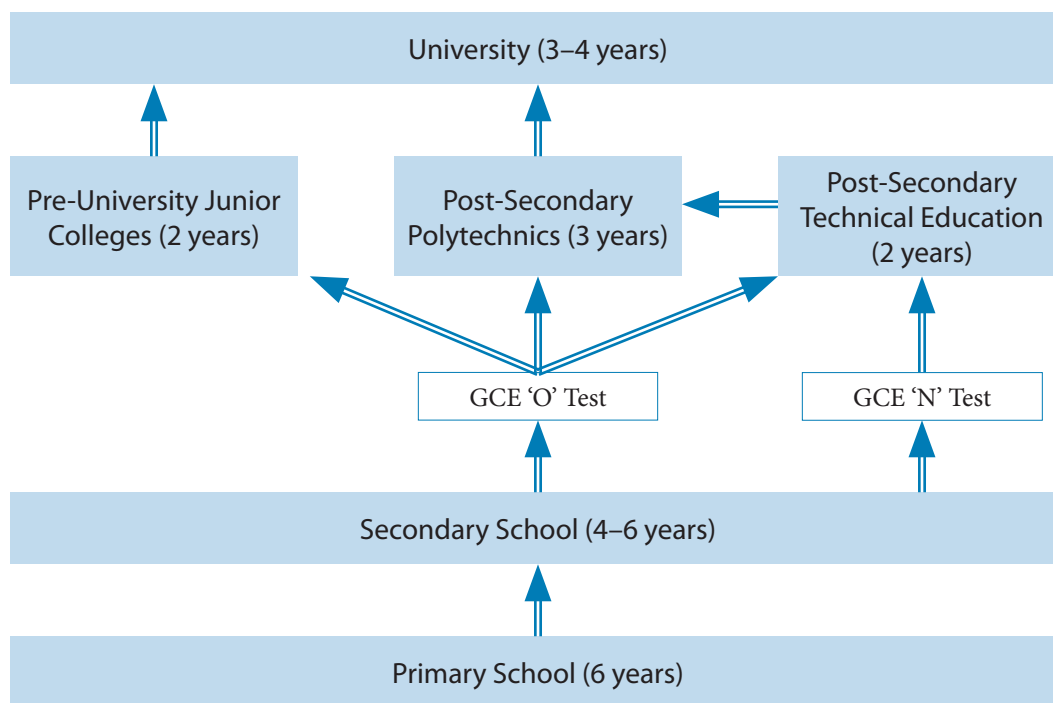 University (3–4 years)
Pre-University Junior
Colleges (2 years)
Post-Secondary
Polytechnics (3 years)
Post-Secondary
Technical Education
(2 years)
GCE ‘O’ Test
GCE ‘N’ Test
Secondary School (4–6 years)
Primary School (6 years)